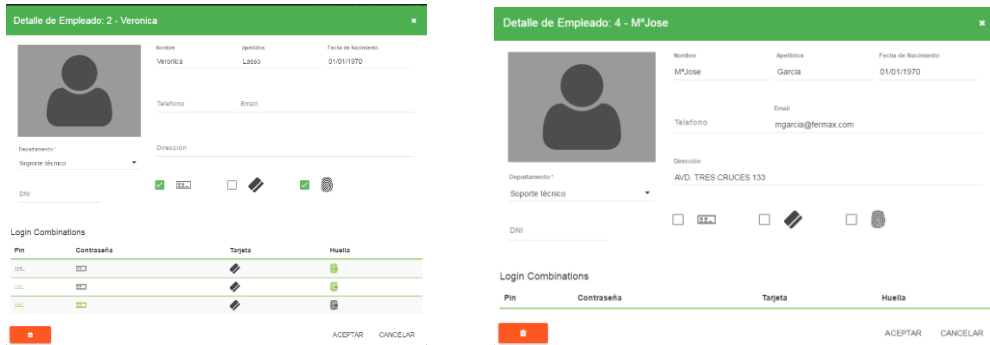 Detalle de Empleado: 2 - Veronica
Nombre Apellidos Fecha de Nacimiento
Veronica Lasso 01/01/1970
Telefono Email
Departamento *
Dirección
Soporte técnico
DNI
Login Combinations
Pin Contraseña Tarjeta Huella
ACEPTAR CANCELAR
Detalle de Empleado: 4 - MªJose
Nombre Apellidos Fecha de Nacimiento
MªJose Garcia 01/01/1970
Email
Telefono mgarcia@fermax.com
Dirección
Departamento * AVD. TRES CRUCES 133
Soporte técnico
DNI
Login Combinations
Pin Contraseña Tarjeta Huella
ACEPTAR CANCELAR